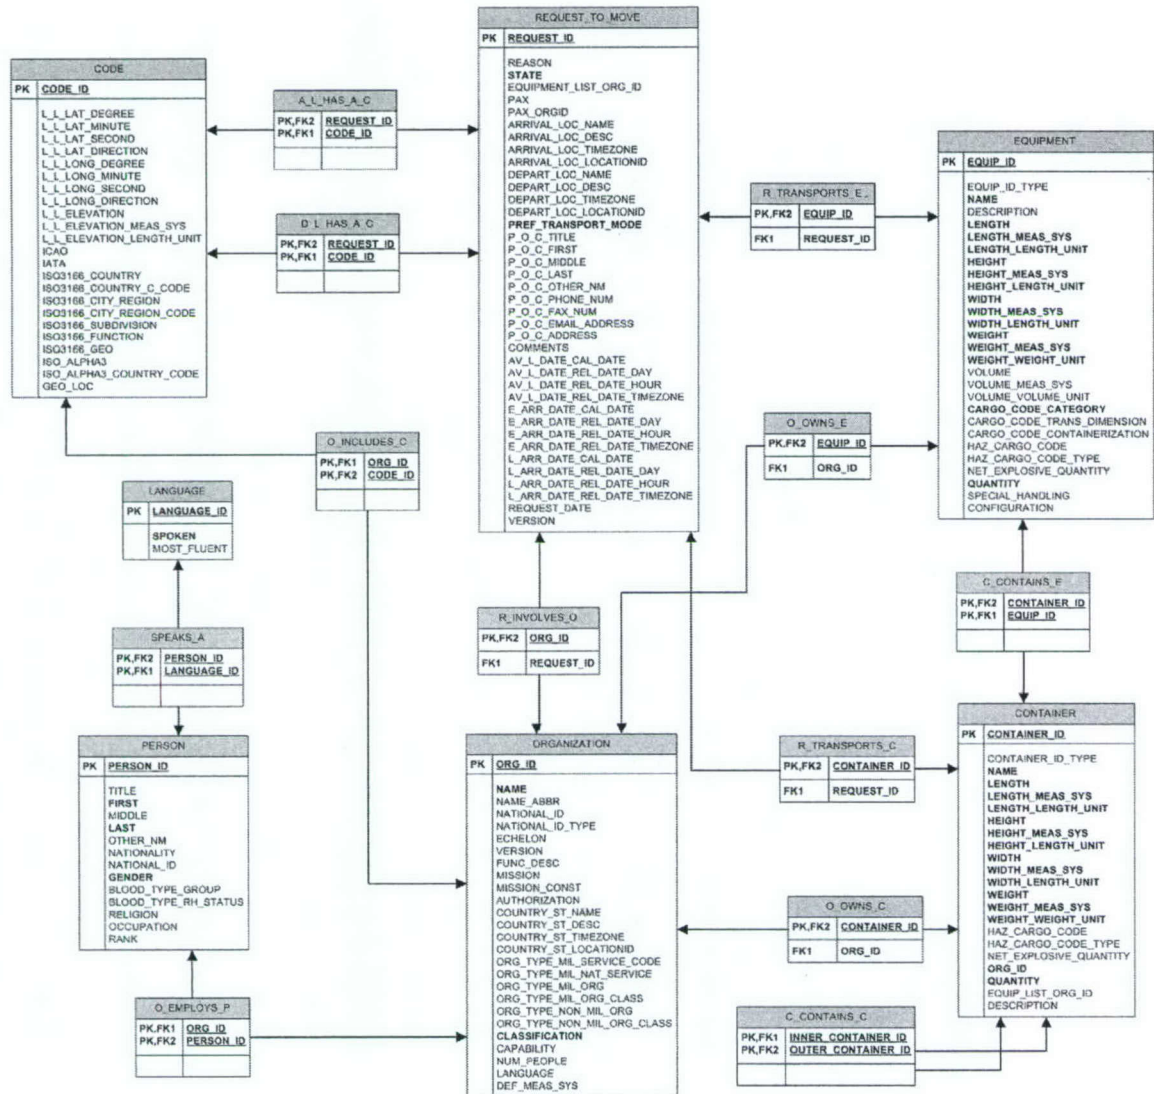 REQUEST_TO_MOVE
PK REQUEST_ID
REASON
STATE
EQUIPMENT_LIST_ORG_ID
PAX
PAX_ORGID
ARRIVAL_LOC_NAME
ARRIVAL_LOC_DESC
ARRIVAL_LOC_TIMEZONE
ARRIVAL_LOC_LOCATIONID
DEPART_LOC_NAME
DEPART_LOC_DESC
DEPART_LOC_TIMEZONE
DEPART_LOC_LOCATIONID
PREF_TRANSPORT_MODE
P_O_C_TITLE
P_O_C_FIRST
P_O_C_MIDDLE
P_O_C_LAST
P_O_C_OTHER_NM
P_O_C_PHONE_NUM
P_O_C_FAX_NUM
P_O_C_EMAIL_ADDRESS
P_O_C_ADDRESS
COMMENTS
AV_L_DATE_CAL_DATE
AV_L_DATE_REL_DATE_DAY
AV_L_DATE_REL_DATE_HOUR
AV_L_DATE_REL_DATE_TIMEZONE
E_ARR_DATE_CAL_DATE
E_ARR_DATE_REL_DATE_DAY
E_ARR_DATE_REL_DATE_HOUR
E_ARR_DATE_REL_DATE_TIMEZONE
L_ARR_DATE_CAL_DATE
L_ARR_DATE_REL_DATE_DAY
L_ARR_DATE_REL_DATE_HOUR
L_ARR_DATE_REL_DATE_TIMEZONE
REQUEST_DATE
VERSION
CODE
PK CODE_ID
L_L_LAT_DEGREE
L_L_LAT_MINUTE
L_L_LAT_SECOND
L_L_LAT_DIRECTION
L_L_LONG_DEGREE
L_L_LONG_MINUTE
L_L_LONG_SECOND
L_L_LONG_DIRECTION
L_L_ELEVATION
L_L_ELEVATION_MEAS_SYS
L_L_ELEVATION_LENGTH_UNIT
ICAO
IATA
ISO3166_COUNTRY
ISO3166_COUNTRY_C_CODE
ISO3166_CITY_REGION
ISO3166_CITY_REGION_CODE
ISO3166_SUBDIVISION
ISO3166_FUNCTION
ISO3166_GEO
ISO_ALPHA3
ISO_ALPHA3_COUNTRY_CODE
GEO_LOC
A_L_HAS_A_C
PK,FK2 REQUEST_ID
PK,FK1 CODE_ID
D_L_HAS_A_C
PK,FK2 REQUEST_ID
PK,FK1 CODE_ID
R_TRANSPORTS_E_
PK,FK2 EQUIP_ID
FK1 REQUEST_ID
EQUIPMENT
PK EQUIP_ID
EQUIP_ID_TYPE
NAME
DESCRIPTION
LENGTH
LENGTH_MEAS_SYS
LENGTH_LENGTH_UNIT
HEIGHT
HEIGHT_MEAS_SYS
HEIGHT_LENGTH_UNIT
WIDTH
WIDTH_MEAS_SYS
WIDTH_LENGTH_UNIT
WEIGHT
WEIGHT_MEAS_SYS
WEIGHT_WEIGHT_UNIT
VOLUME
VOLUME_MEAS_SYS
VOLUME_VOLUME_UNIT
CARGO_CODE_CATEGORY
CARGO_CODE_TRANS_DIMENSION
CARGO_CODE_CONTAINERIZATION
HAZ_CARGO_CODE
HAZ_CARGO_CODE_TYPE
NET_EXPLOSIVE_QUANTITY
QUANTITY
SPECIAL_HANDLING
CONFIGURATION
O_INCLUDES_C
PK,FK1 ORG_ID
PK,FK2 CODE_ID
O_OWNS_E
PK,FK2 EQUIP_ID
FK1 ORG_ID
LANGUAGE
PK LANGUAGE_ID
SPOKEN
MOST_FLUENT
C_CONTAINS_E
PK,FK2 CONTAINER_ID
PK,FK1 EQUIP_ID
R_INVOLVES_O
PK,FK2 ORG_ID
FK1 REQUEST_ID
SPEAKS_A
PK,FK2 PERSON_ID
PK,FK1 LANGUAGE_ID
PERSON
PK PERSON_ID
TITLE
FIRST
MIDDLE
LAST
OTHER_NM
NATIONALITY
NATIONAL_ID
GENDER
BLOOD_TYPE_GROUP
BLOOD_TYPE_RH_STATUS
RELIGION
OCCUPATION
RANK
ORGANIZATION
PK ORG_ID
NAME
NAME_ABBR
NATIONAL_ID
NATIONAL_ID_TYPE
ECHELON
VERSION
FUNC_DESC
MISSION
MISSION_CONST
AUTHORIZATION
COUNTRY_ST_NAME
COUNTRY_ST_DESC
COUNTRY_ST_TIMEZONE
COUNTRY_ST_LOCATIONID
ORG_TYPE_MIL_SERVICE_CODE
ORG_TYPE_MIL_NAT_SERVICE
ORG_TYPE_MIL_ORG
ORG_TYPE_MIL_ORG_CLASS
ORG_TYPE_NON_MIL_ORG
ORG_TYPE_NON_MIL_ORG_CLASS
CLASSIFICATION
CAPABILITY
NUM_PEOPLE
LANGUAGE
DEF_MEAS_SYS
R_TRANSPORTS_C
PK,FK2 CONTAINER_ID
FK1 REQUEST_ID
CONTAINER
PK CONTAINER_ID
CONTAINER_ID_TYPE
NAME
LENGTH
LENGTH_MEAS_SYS
LENGTH_LENGTH_UNIT
HEIGHT
HEIGHT_MEAS_SYS
HEIGHT_LENGTH_UNIT
WIDTH
WIDTH_MEAS_SYS
WIDTH_LENGTH_UNIT
WEIGHT
WEIGHT_MEAS_SYS
WEIGHT_WEIGHT_UNIT
HAZ_CARGO_CODE
HAZ_CARGO_CODE_TYPE
NET_EXPLOSIVE_QUANTITY
ORG_ID
QUANTITY
EQUIP_LIST_ORG_ID
DESCRIPTION
O_OWNS_C
PK,FK2 CONTAINER_ID
FK1 ORG_ID
O_EMPLOYS_P
PK,FK1 ORG_ID
PK,FK2 PERSON_ID
C_CONTAINS_C
PK,FK1 INNER_CONTAINER_ID
PK,FK2 OUTER_CONTAINER_ID